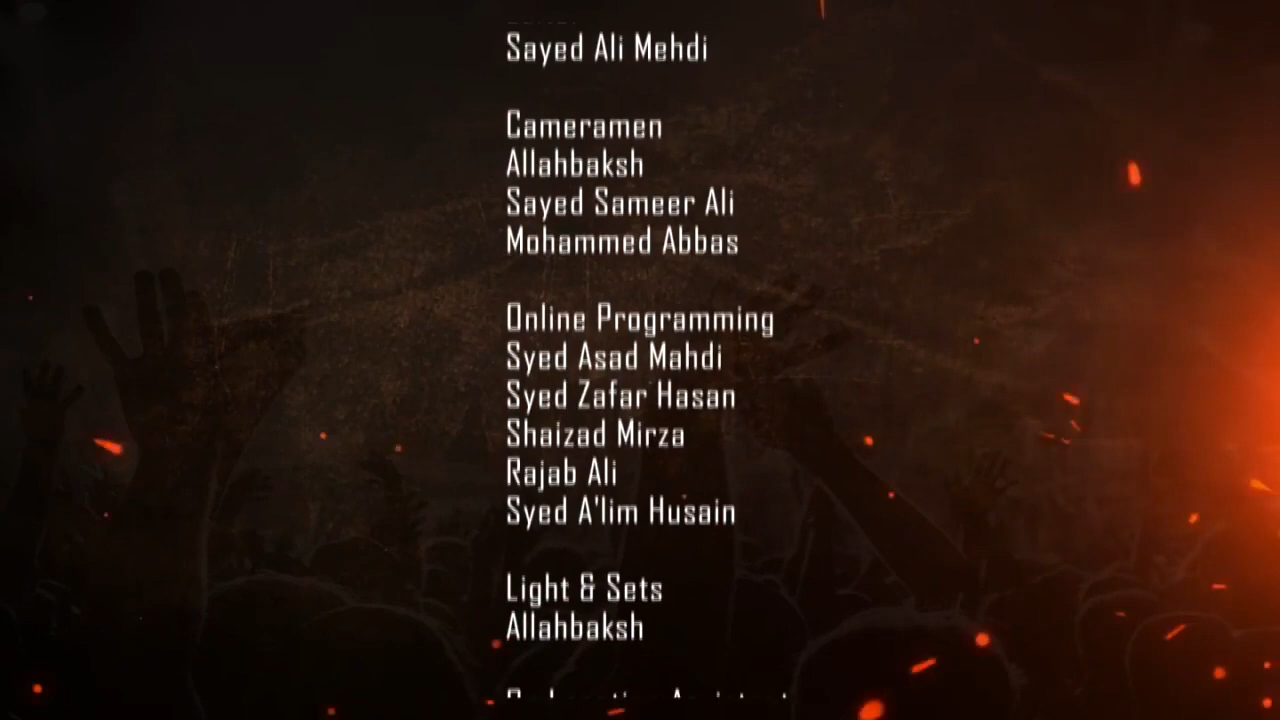 Sayed Ali Mehdi
Cameramen
Allahbaksh
Sayed Sameer Ali
Mohammed Abbas
Online Programming
Syed Asad Mahdi
Syed Zafar Hasan
Shaizad Mirza
Rajab Ali
Syed A'lim Husain
Light & Sets
Allahbaksh